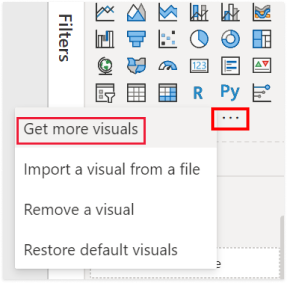 Filters
123
R Py
...
Get more visuals
Import a visual from a file
Remove a visual
Restore default visuals
e